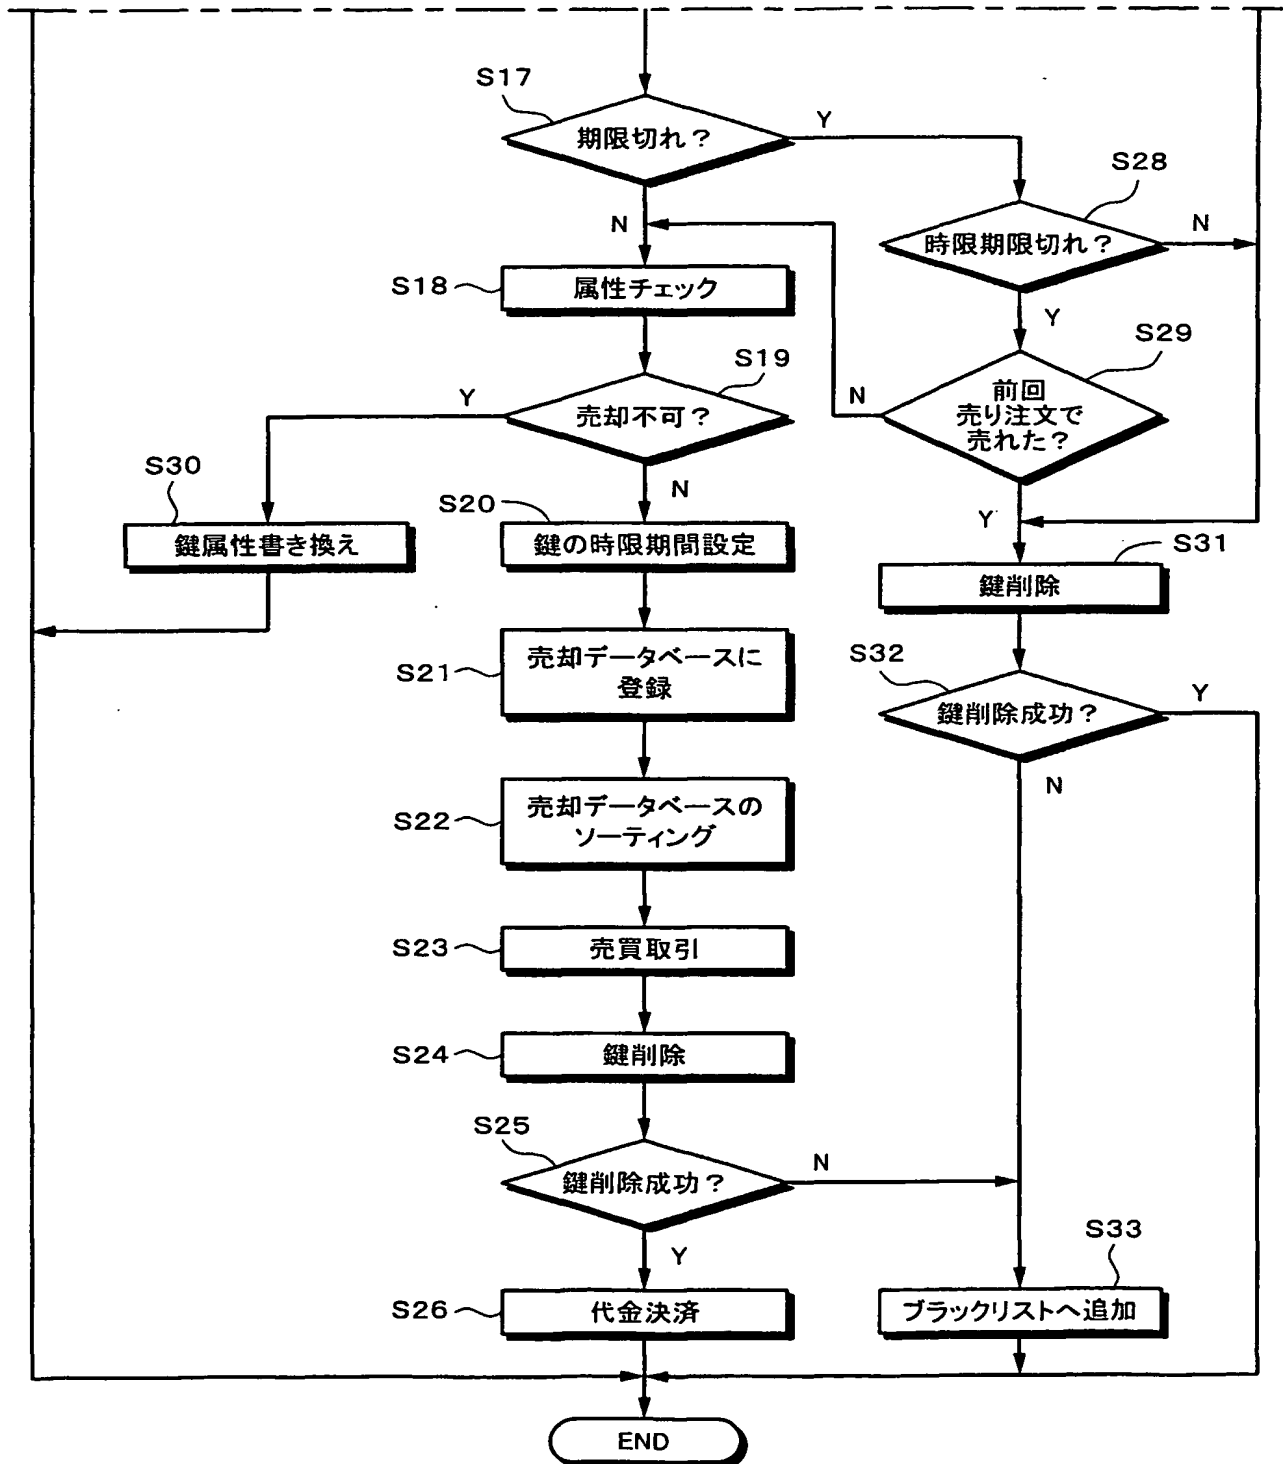 S17
期限切れ?
Y
N
S28
時限期限切れ?
N
Y
S18
属性チェック
S29
前回
売り注文で
売れた?
N
Y
S19
売却不可?
Y
N
S30
鍵属性書き換え
S20
鍵の時限期間設定
S31
鍵削除
S21
売却データベースに
登録
S32
鍵削除成功?
Y
N
S22
売却データベースの
ソーティング
S23
売買取引
S24
鍵削除
S25
鍵削除成功?
N
Y
S26
代金決済
S33
ブラックリストへ追加
END